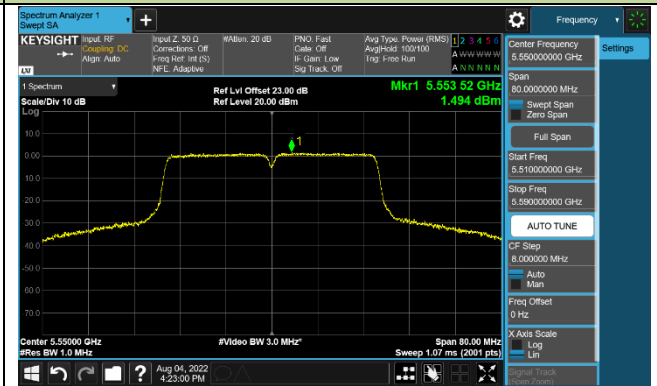 Spectrum Analyzer 1
Swept SA
Frequency
KEYSIGHT Input: RF
Coupling: DC
Align: Auto
LXI
Input Z: 50 Ω
Corrections: Off
Freq Ref: Int (S)
NFE: Adaptive
#Atten: 20 dB
PNO: Fast
Gate: Off
IF Gain: Low
Sig Track: Off
Avg Type: Power (RMS)
Avg|Hold: 100/100
Trig: Free Run
1 2 3 4 5 6
A W W W W W
A N N N N N
1 Spectrum
Scale/Div 10 dB
Log
Ref Lvl Offset 23.00 dB
Ref Level 20.00 dBm
Mkr1 5.553 52 GHz
1.494 dBm
10.0
0.00
1
-10.0
-20.0
-30.0
-40.0
-50.0
-60.0
-70.0
Center 5.55000 GHz
#Res BW 1.0 MHz
#Video BW 3.0 MHz*
Span 80.00 MHz
Sweep 1.07 ms (2001 pts)
Aug 04, 2022
4:23:00 PM
?
Center Frequency
5.550000000 GHz
Settings
Span
80.0000000 MHz
Swept Span
Zero Span
Full Span
Start Freq
5.510000000 GHz
Stop Freq
5.590000000 GHz
AUTO TUNE
CF Step
8.000000 MHz
Auto
Man
Freq Offset
0 Hz
X Axis Scale
Log
Lin
Signal Track
(Span Zoom)